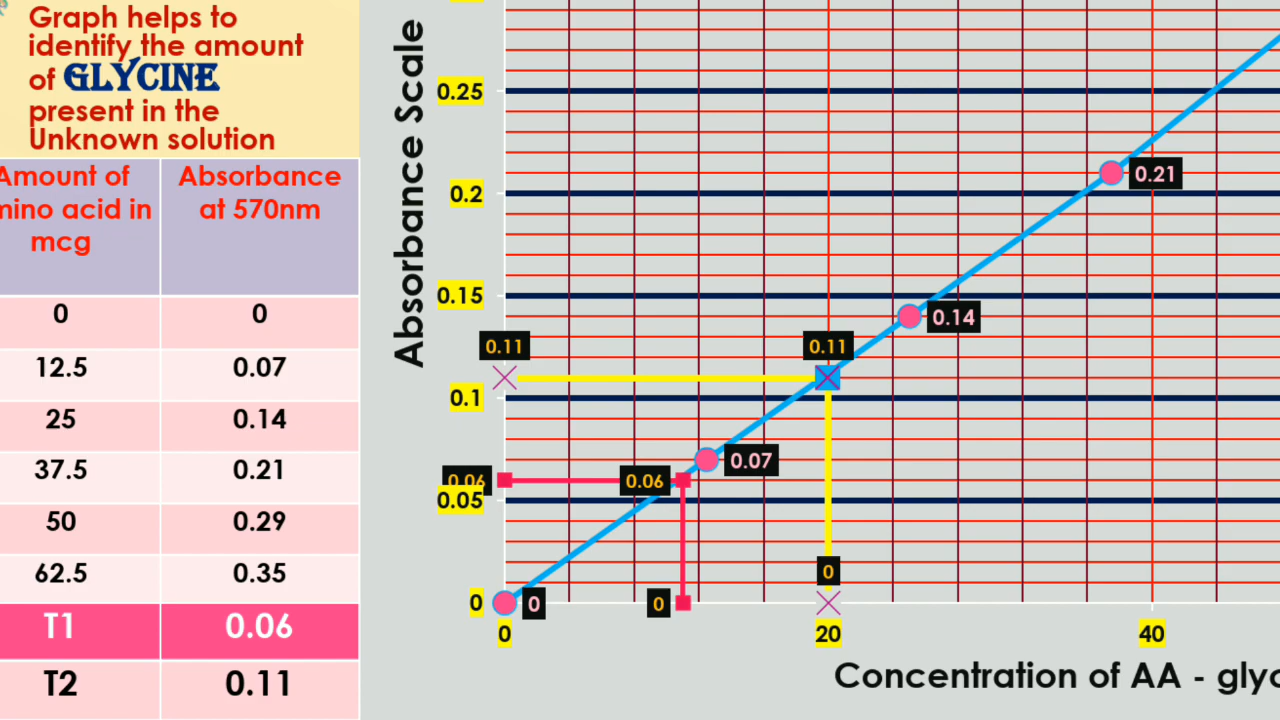 Graph helps to
identify the amount
of GLYCINE
present in the
Unknown solution
Amount of
mino acid in
mcg
Absorbance
at 570nm
0 0
12.5 0.07
25 0.14
37.5 0.21
50 0.29
62.5 0.35
T1 0.06
T2 0.11
Absorbance Scale
0.25
0.2
0.15
0.1
0.05
0
0.21
0.14
0.11
0.11
0.07
0.06
0.06
0
0
0
0
20
40
Concentration of AA - glyc